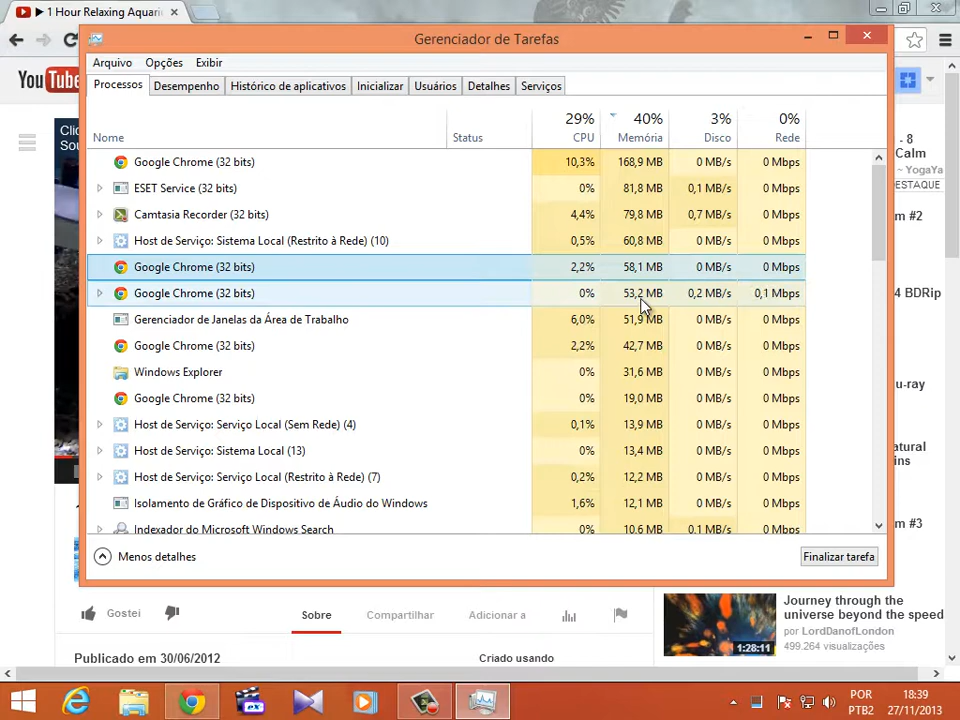 ▶ 1 Hour Relaxing Aquariu
Gerenciador de Tarefas
Arquivo Opções Exibir
Processos Desempenho Histórico de aplicativos Inicializar Usuários Detalhes Serviços
29% 40% 3% 0%
Nome Status CPU Memória Disco Rede
Google Chrome (32 bits) 10,3% 168,9 MB 0 MB/s 0 Mbps
ESET Service (32 bits) 0% 81,8 MB 0,1 MB/s 0 Mbps
Camtasia Recorder (32 bits) 4,4% 79,8 MB 0,7 MB/s 0 Mbps
Host de Serviço: Sistema Local (Restrito à Rede) (10) 0,5% 60,8 MB 0 MB/s 0 Mbps
Google Chrome (32 bits) 2,2% 58,1 MB 0 MB/s 0 Mbps
Google Chrome (32 bits) 0% 53,2 MB 0,2 MB/s 0,1 Mbps
Gerenciador de Janelas da Área de Trabalho 6,0% 51,9 MB 0 MB/s 0 Mbps
Google Chrome (32 bits) 2,2% 42,7 MB 0 MB/s 0 Mbps
Windows Explorer 0% 31,6 MB 0 MB/s 0 Mbps
Google Chrome (32 bits) 0% 19,0 MB 0 MB/s 0 Mbps
Host de Serviço: Serviço Local (Sem Rede) (4) 0,1% 13,9 MB 0 MB/s 0 Mbps
Host de Serviço: Sistema Local (13) 0% 13,4 MB 0 MB/s 0 Mbps
Host de Serviço: Serviço Local (Restrito à Rede) (7) 0,2% 12,2 MB 0 MB/s 0 Mbps
Isolamento de Gráfico de Dispositivo de Áudio do Windows 1,6% 12,1 MB 0 MB/s 0 Mbps
Indexador do Microsoft Windows Search 0% 10,6 MB 0,1 MB/s 0 Mbps
Menos detalhes
Finalizar tarefa
YouTube
Clic
Sou
- 8
Calm
~ YogaYa
DESTAQUE
m #2
4 BDRip
u-ray
atural
ins
m #3
Gostei
Sobre Compartilhar Adicionar a
Publicado em 30/06/2012
Criado usando
Journey through the
universe beyond the speed
por LordDanofLondon
499.264 visualizações
1:28:11
POR
PTB2
18:39
27/11/2013